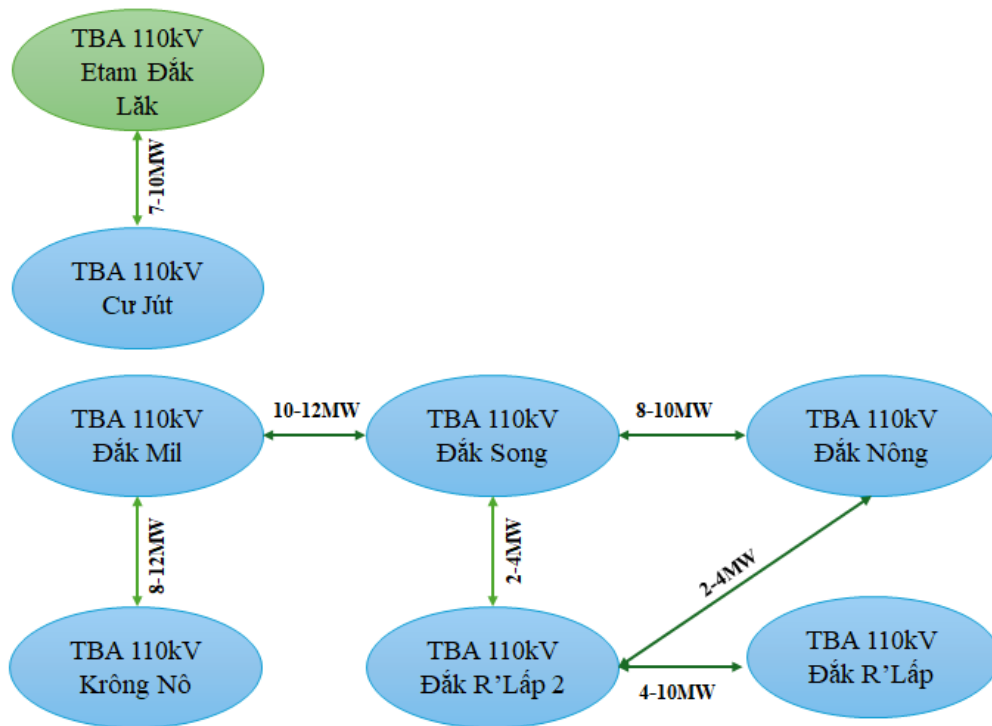 TBA 110kV
Etam Đắk
Lăk
7-10MW
TBA 110kV
Cư Jút
TBA 110kV
Đắk Mil
10-12MW
TBA 110kV
Đắk Song
8-10MW
TBA 110kV
Đắk Nông
8-12MW
2-4MW
2-4MW
TBA 110kV
Krông Nô
TBA 110kV
Đắk R’Lấp 2
4-10MW
TBA 110kV
Đắk R’Lấp